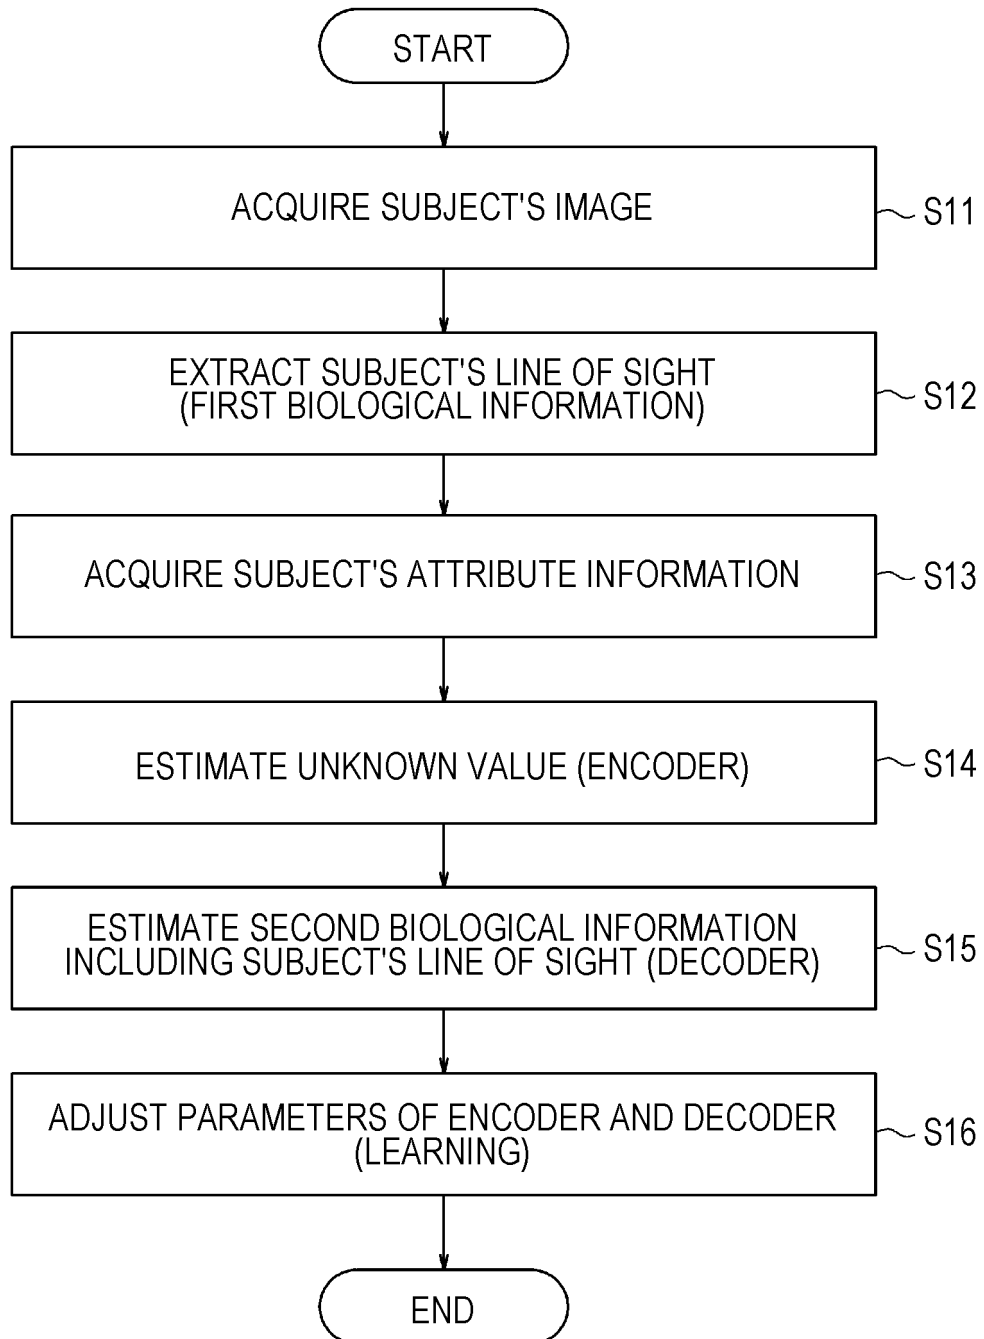 START
ACQUIRE SUBJECT'S IMAGE
S11
EXTRACT SUBJECT'S LINE OF SIGHT
(FIRST BIOLOGICAL INFORMATION)
S12
ACQUIRE SUBJECT'S ATTRIBUTE INFORMATION
S13
ESTIMATE UNKNOWN VALUE (ENCODER)
S14
ESTIMATE SECOND BIOLOGICAL INFORMATION
INCLUDING SUBJECT'S LINE OF SIGHT (DECODER)
S15
ADJUST PARAMETERS OF ENCODER AND DECODER
(LEARNING)
S16
END